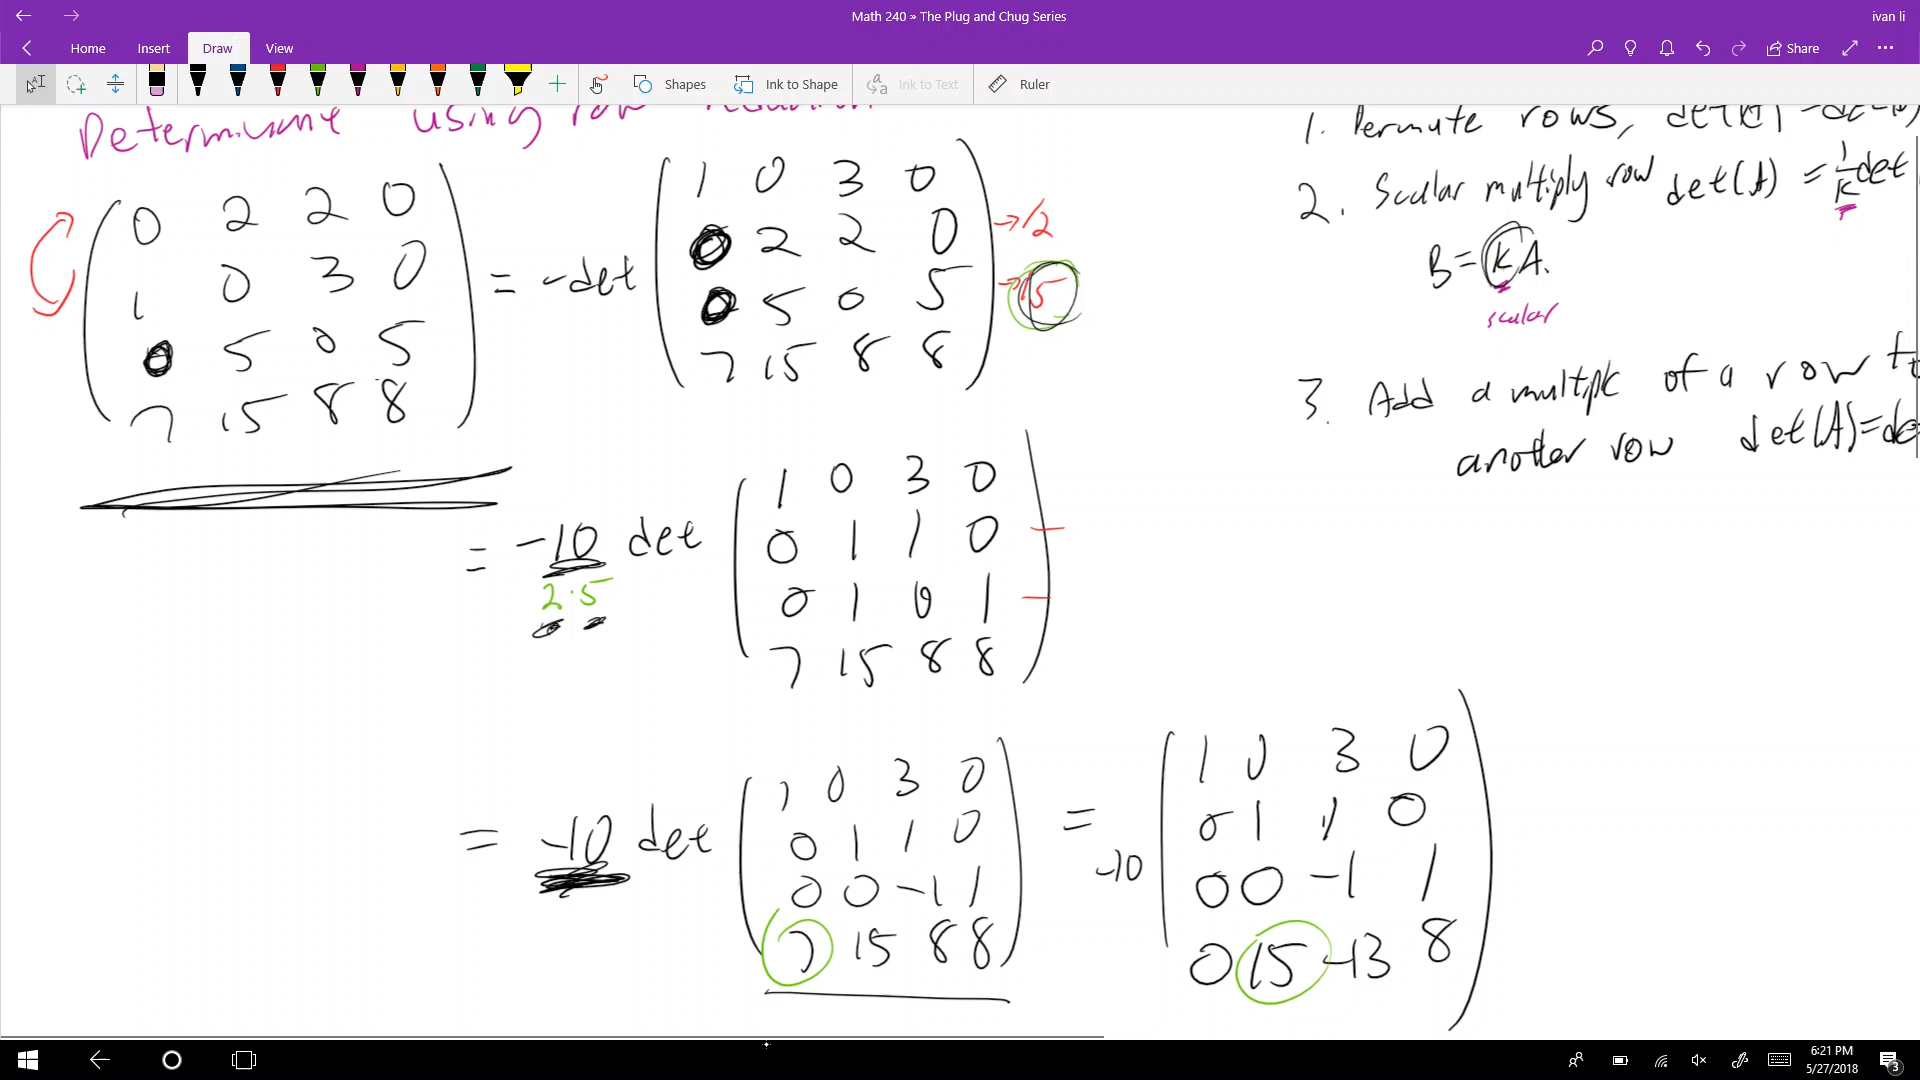 Math 240 » The Plug and Chug Series
ivan li
Home Insert Draw View
Share
Shapes Ink to Shape Ink to Text Ruler
Determinant using row reduction
0 2 2 0
1 0 3 0
0 5 0 5
7 15 8 8
= -det
1 0 3 0
0 2 2 0 → /2
0 5 0 5 → /5
7 15 8 8
= -10 det
2·5
1 0 3 0
0 1 1 0
0 1 0 1
7 15 8 8
= -10 det
1 0 3 0
0 1 1 0
0 0 -1 1
7 15 8 8
= -10
1 0 3 0
0 1 1 0
0 0 -1 1
0 15 -13 8
1. Permute rows,
2. Scalar multiply row det(A) = 1/k det
B = kA.
scalar
3. Add a multiple of a row to
another row det(A) = de
6:21 PM
5/27/2018
3